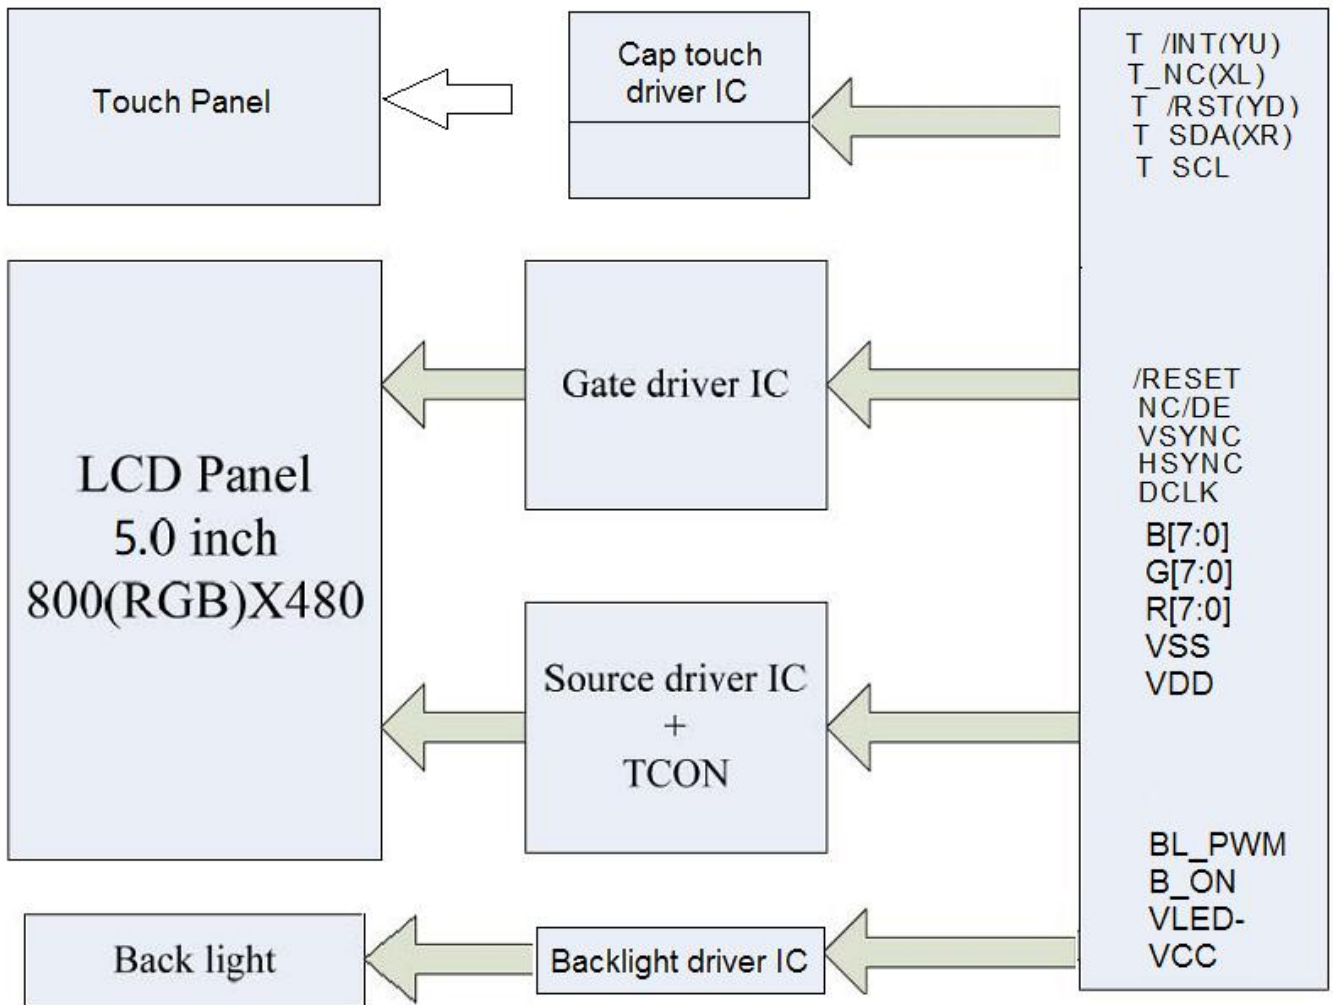 Touch Panel
Cap touch
driver IC
T /INT(YU)
T_NC(XL)
T /RST(YD)
T SDA(XR)
T SCL
LCD Panel
5.0 inch
800(RGB)X480
Gate driver IC
Source driver IC
+
TCON
/RESET
NC/DE
VSYNC
HSYNC
DCLK
B[7:0]
G[7:0]
R[7:0]
VSS
VDD
Back light
Backlight driver IC
BL_PWM
B_ON
VLED-
VCC